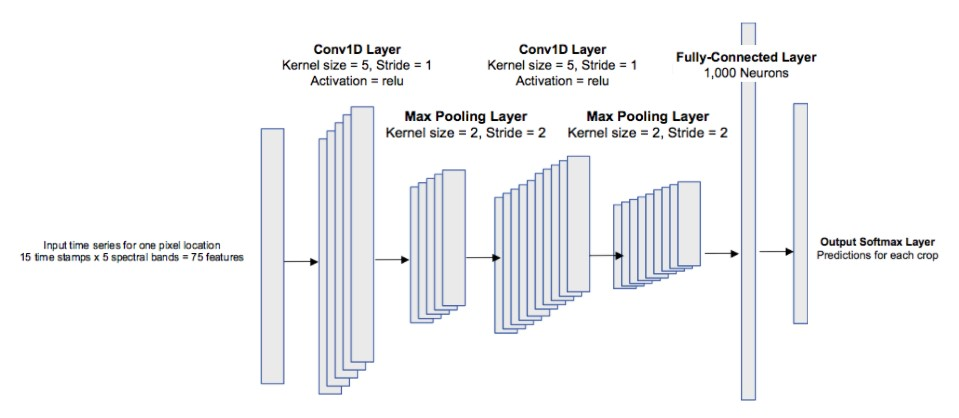 Conv1D Layer
Kernel size = 5, Stride = 1
Activation = relu
Conv1D Layer
Kernel size = 5, Stride = 1
Activation = relu
Fully-Connected Layer
1,000 Neurons
Max Pooling Layer
Kernel size = 2, Stride = 2
Max Pooling Layer
Kernel size = 2, Stride = 2
Input time series for one pixel location
15 time stamps x 5 spectral bands = 75 features
Output Softmax Layer
Predictions for each crop